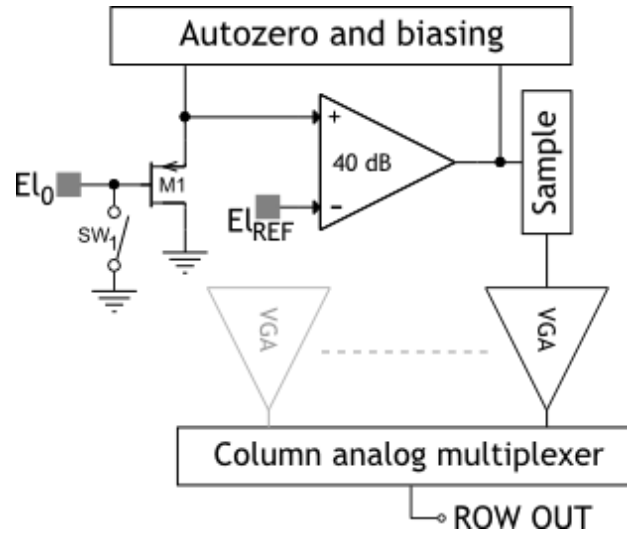 Autozero and biasing
+
40 dB
Sample
El0
M1
SW1
ElREF
−
VGA
VGA
Column analog multiplexer
ROW OUT